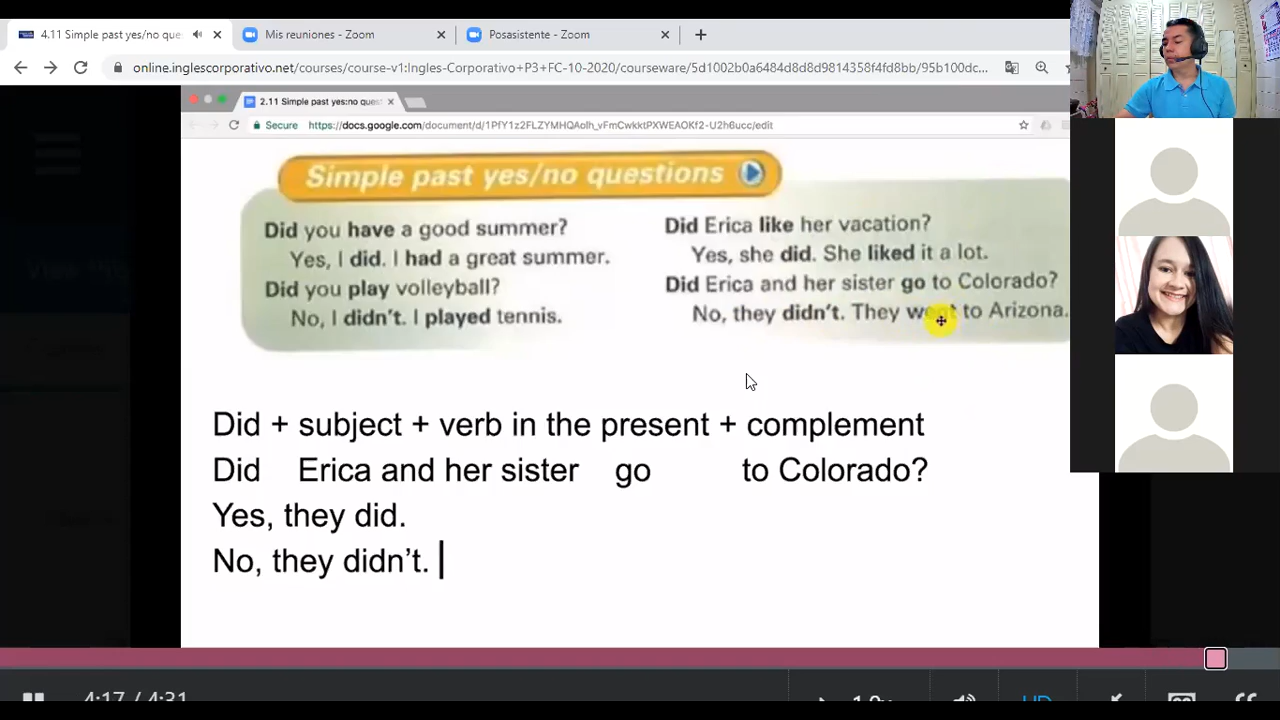 4.11 Simple past yes/no que
Mis reuniones - Zoom
Posasistente - Zoom
online.inglescorporativo.net/courses/course-v1:Ingles-Corporativo+P3+FC-10-2020/courseware/5d1002b0a6484d8d8d9814358f4fd8bb/95b100dc...
2.11 Simple past yes:no ques
Secure https://docs.google.com/document/d/1PfY1z2FLZYMHQAolh_vFmCwkktPXWEAOKf2-U2h6ucc/edit
Simple past yes/no questions
Did you have a good summer?
Yes, I did. I had a great summer.
Did you play volleyball?
No, I didn't. I played tennis.
Did Erica like her vacation?
Yes, she did. She liked it a lot.
Did Erica and her sister go to Colorado?
No, they didn't. They went to Arizona.
Did + subject + verb in the present + complement
Did Erica and her sister go to Colorado?
Yes, they did.
No, they didn't.
4:17 / 4:31
1.0x
HD